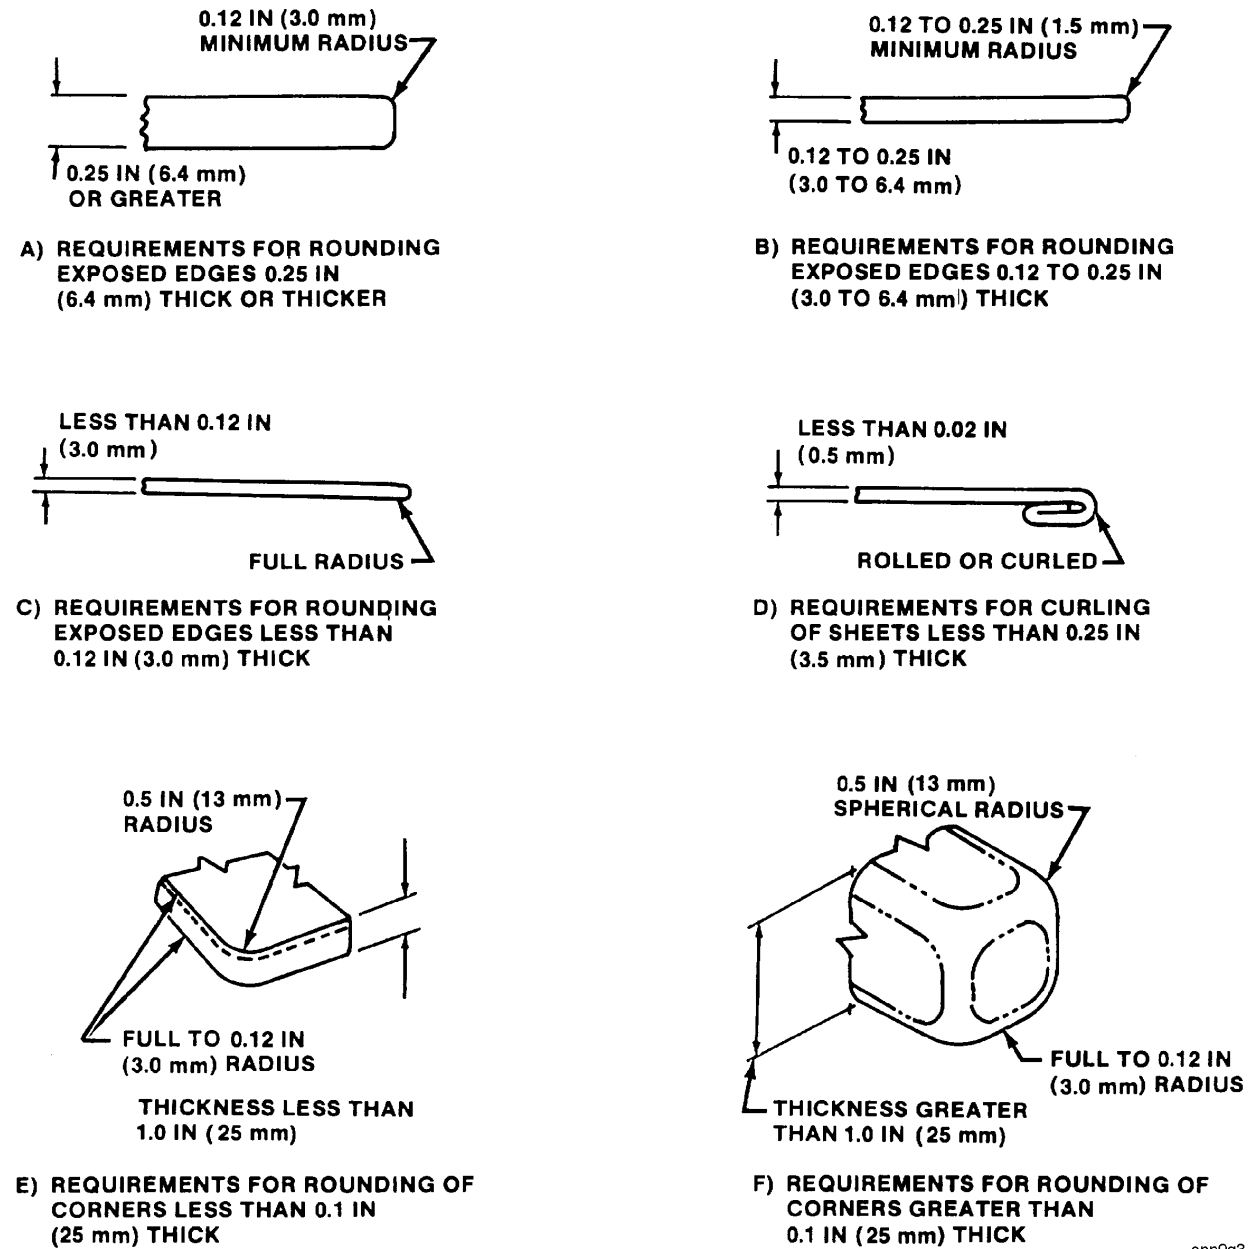 0.12 IN (3.0 mm)
MINIMUM RADIUS
0.25 IN (6.4 mm)
OR GREATER
A) REQUIREMENTS FOR ROUNDING
EXPOSED EDGES 0.25 IN
(6.4 mm) THICK OR THICKER
0.12 TO 0.25 IN (1.5 mm)
MINIMUM RADIUS
0.12 TO 0.25 IN
(3.0 TO 6.4 mm)
B) REQUIREMENTS FOR ROUNDING
EXPOSED EDGES 0.12 TO 0.25 IN
(3.0 TO 6.4 mm) THICK
LESS THAN 0.12 IN
(3.0 mm)
FULL RADIUS
C) REQUIREMENTS FOR ROUNDING
EXPOSED EDGES LESS THAN
0.12 IN (3.0 mm) THICK
LESS THAN 0.02 IN
(0.5 mm)
ROLLED OR CURLED
D) REQUIREMENTS FOR CURLING
OF SHEETS LESS THAN 0.25 IN
(3.5 mm) THICK
0.5 IN (13 mm)
RADIUS
FULL TO 0.12 IN
(3.0 mm) RADIUS
THICKNESS LESS THAN
1.0 IN (25 mm)
E) REQUIREMENTS FOR ROUNDING OF
CORNERS LESS THAN 0.1 IN
(25 mm) THICK
0.5 IN (13 mm)
SPHERICAL RADIUS
FULL TO 0.12 IN
(3.0 mm) RADIUS
THICKNESS GREATER
THAN 1.0 IN (25 mm)
F) REQUIREMENTS FOR ROUNDING OF
CORNERS GREATER THAN
0.1 IN (25 mm) THICK